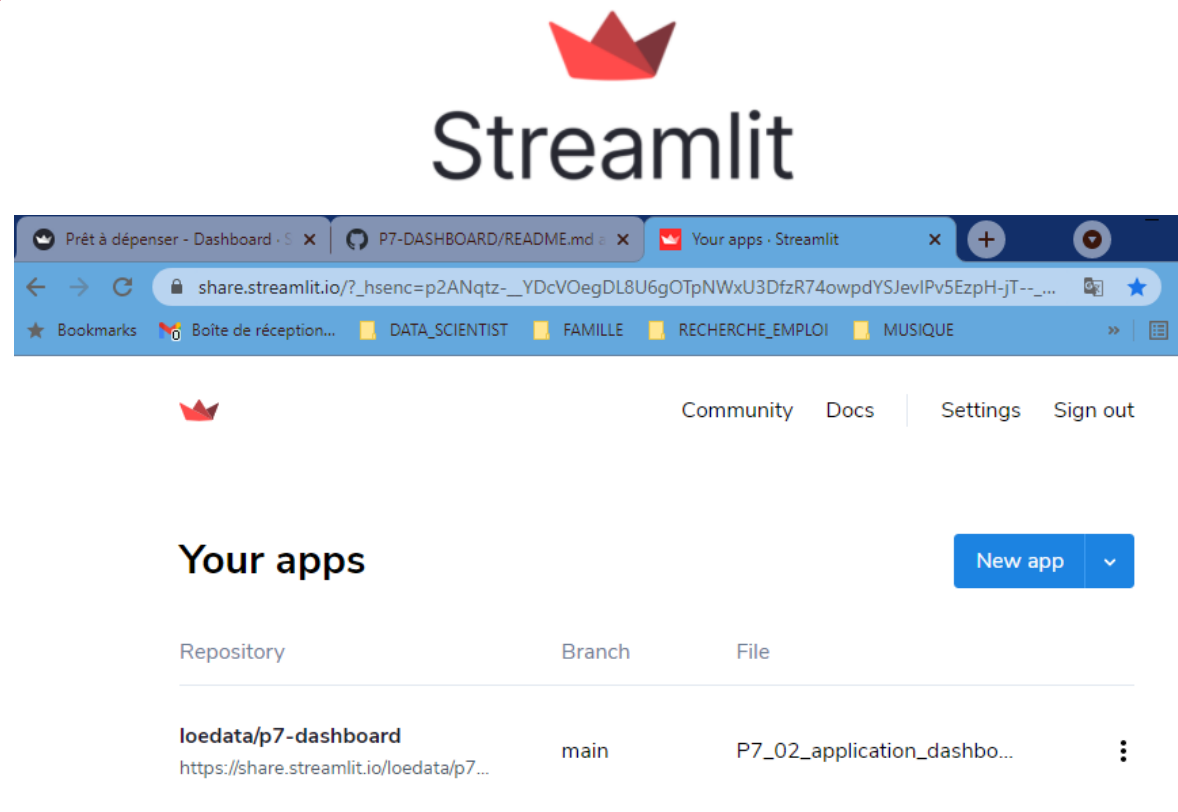 Streamlit
Prêt à dépenser - Dashboard · S
P7-DASHBOARD/README.md a
Your apps · Streamlit
share.streamlit.io/?_hsenc=p2ANqtz-__YDcVOegDL8U6gOTpNWxU3DfzR74owpdYSJevIPv5EzpH-jT--_...
Bookmarks
0
Boîte de réception...
DATA_SCIENTIST
FAMILLE
RECHERCHE_EMPLOI
MUSIQUE
»
Community Docs Settings Sign out
Your apps
New app
Repository Branch File
loedata/p7-dashboard
main P7_02_application_dashbo...
https://share.streamlit.io/loedata/p7...